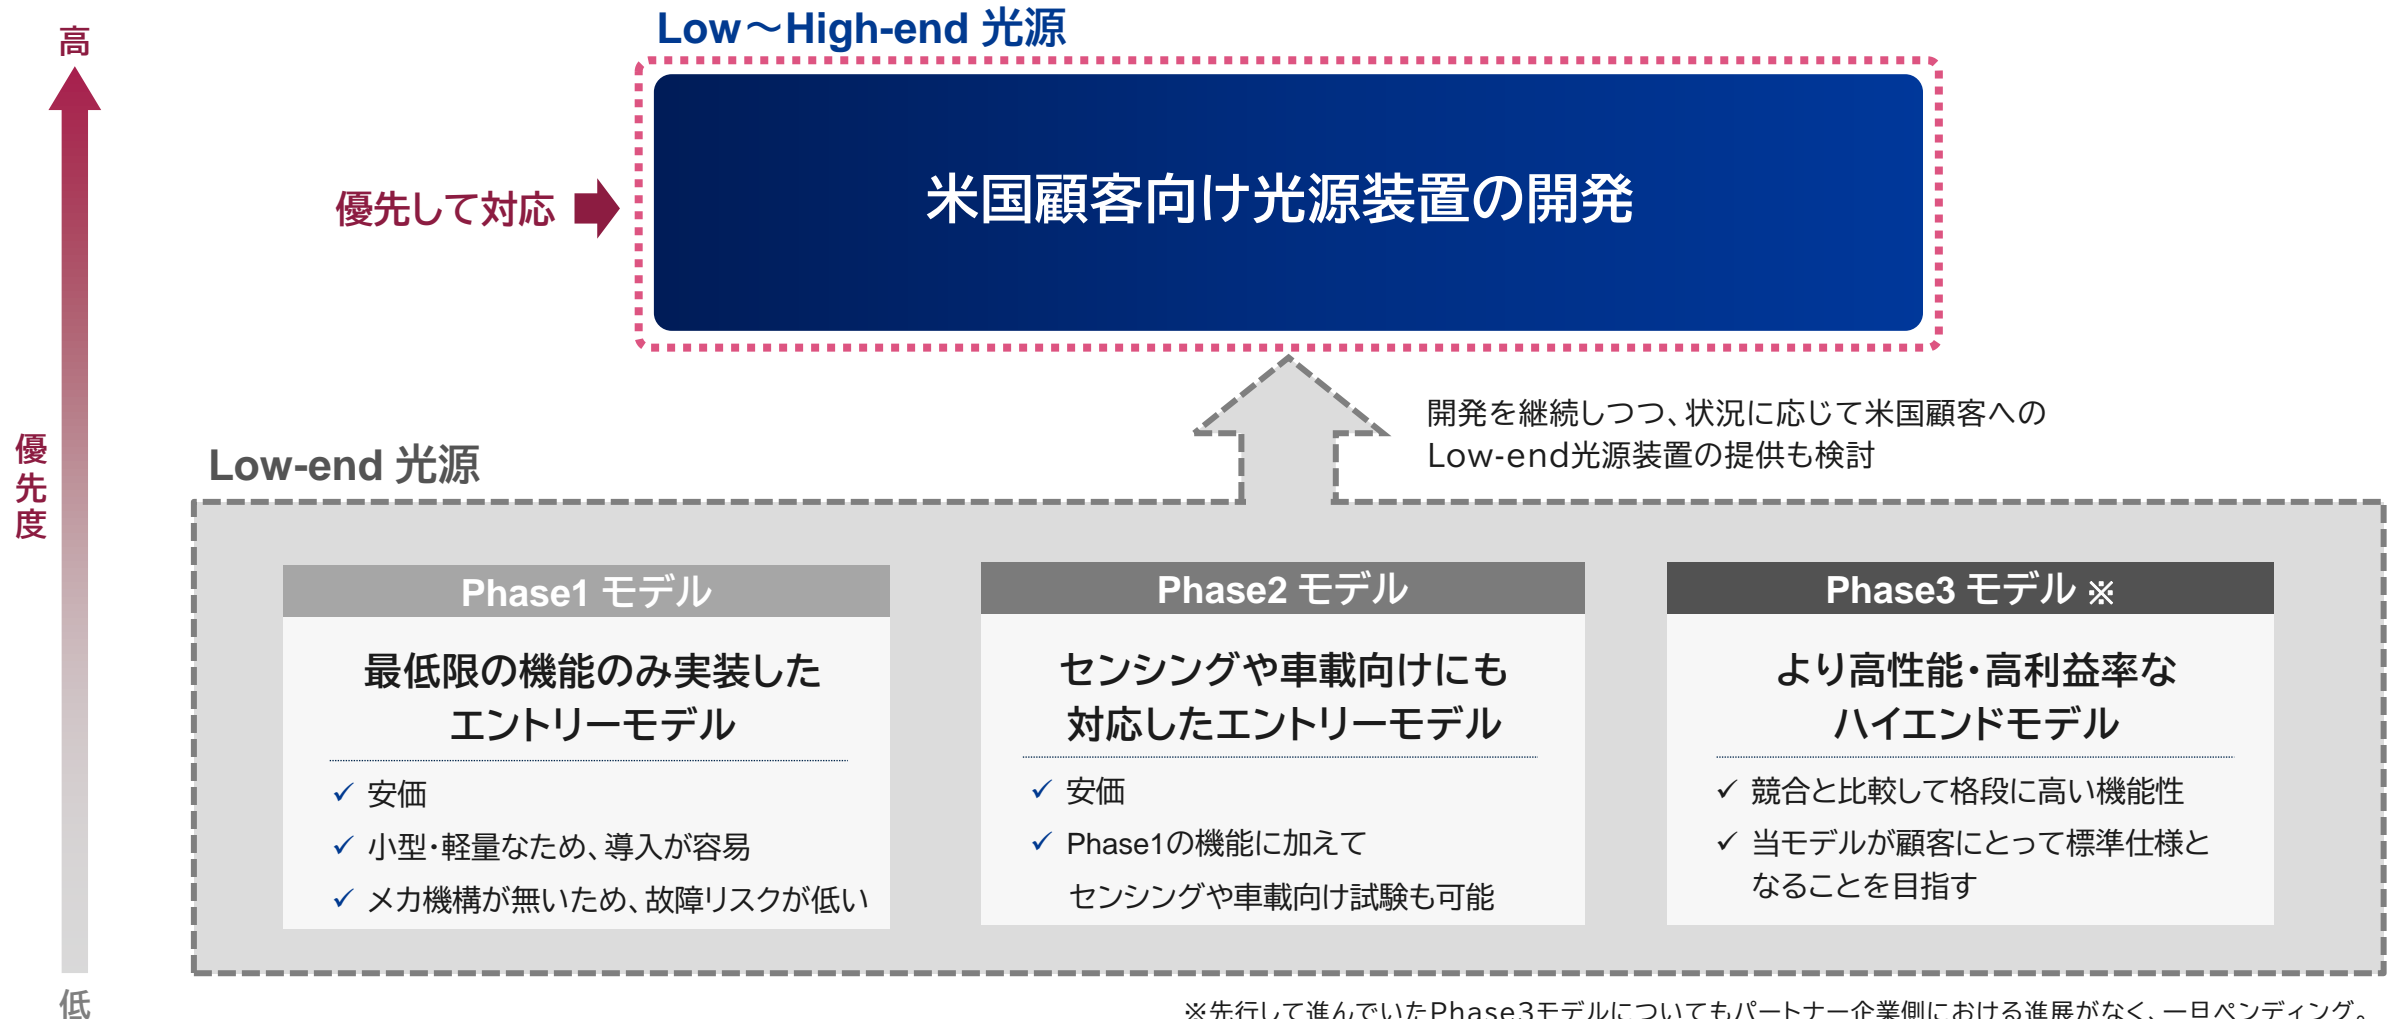 高
Low～High-end 光源
米国顧客向け光源装置の開発
優先して対応
開発を継続しつつ、状況に応じて米国顧客への
Low-end光源装置の提供も検討
優先度
Low-end 光源
Phase1 モデル
最低限の機能のみ実装した
エントリーモデル
✓ 安価
✓ 小型・軽量なため、導入が容易
✓ メカ機構が無いため、故障リスクが低い
Phase2 モデル
センシングや車載向けにも
対応したエントリーモデル
✓ 安価
✓ Phase1の機能に加えて
センシングや車載向け試験も可能
Phase3 モデル ※
より高性能・高利益率な
ハイエンドモデル
✓ 競合と比較して格段に高い機能性
✓ 当モデルが顧客にとって標準仕様と
なることを目指す
低
※先行して進んでいたPhase3モデルについてもパートナー企業側における進展がなく、一旦ペンディング。